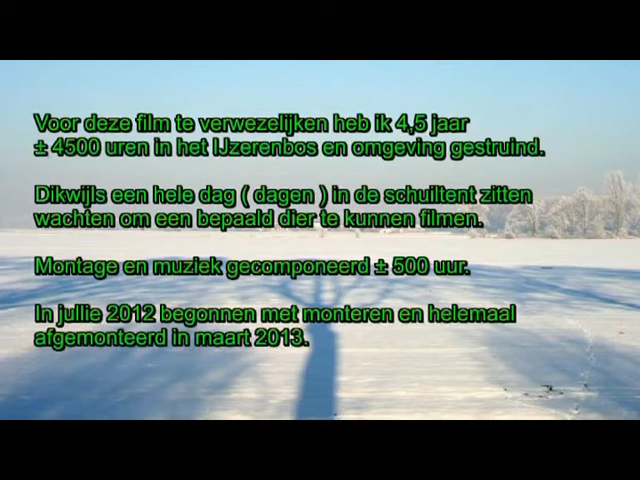 Voor deze film te verwezelijken heb ik 4,5 jaar
± 4500 uren in het IJzerenbos en omgeving gestruind.
Dikwijls een hele dag ( dagen ) in de schuiltent zitten
wachten om een bepaald dier te kunnen filmen.
Montage en muziek gecomponeerd ± 500 uur.
In jullie 2012 begonnen met monteren en helemaal
afgemonteerd in maart 2013.